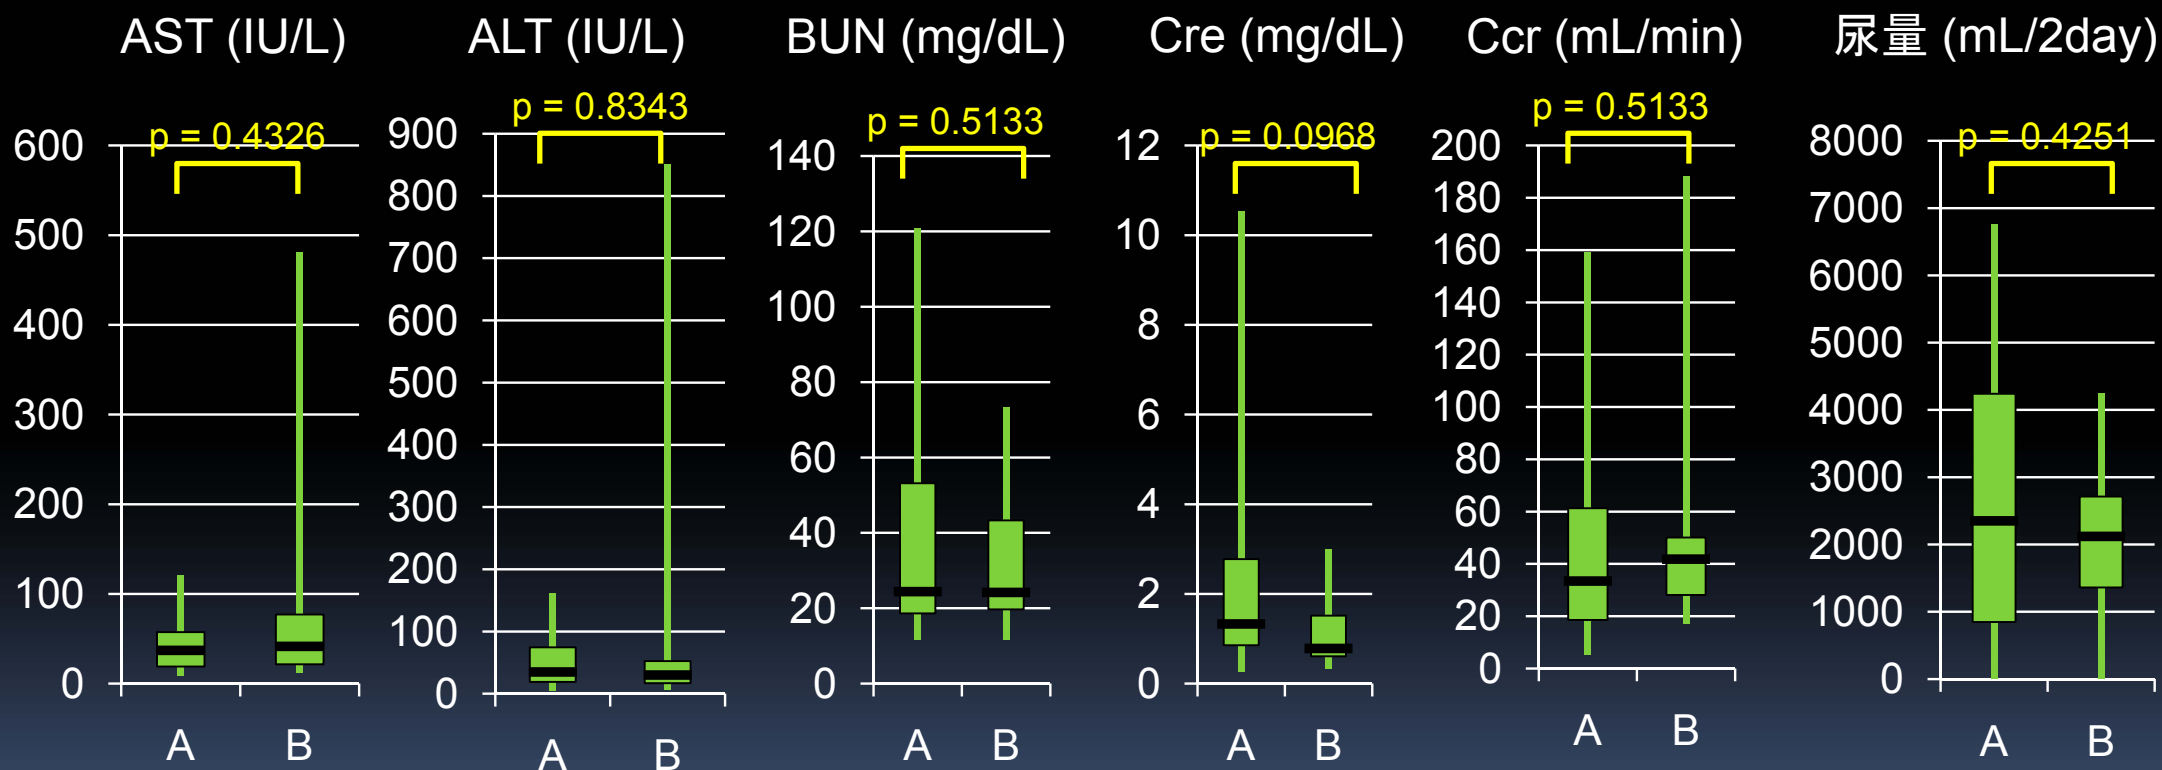 AST (IU/L)
p = 0.4326
600
500
400
300
200
100
0
A B
ALT (IU/L)
p = 0.8343
900
800
700
600
500
400
300
200
100
0
A B
BUN (mg/dL)
p = 0.5133
140
120
100
80
60
40
20
0
A B
Cre (mg/dL)
p = 0.0968
12
10
8
6
4
2
0
A B
Ccr (mL/min)
p = 0.5133
200
180
160
140
120
100
80
60
40
20
0
A B
尿量 (mL/2day)
p = 0.4251
8000
7000
6000
5000
4000
3000
2000
1000
0
A B